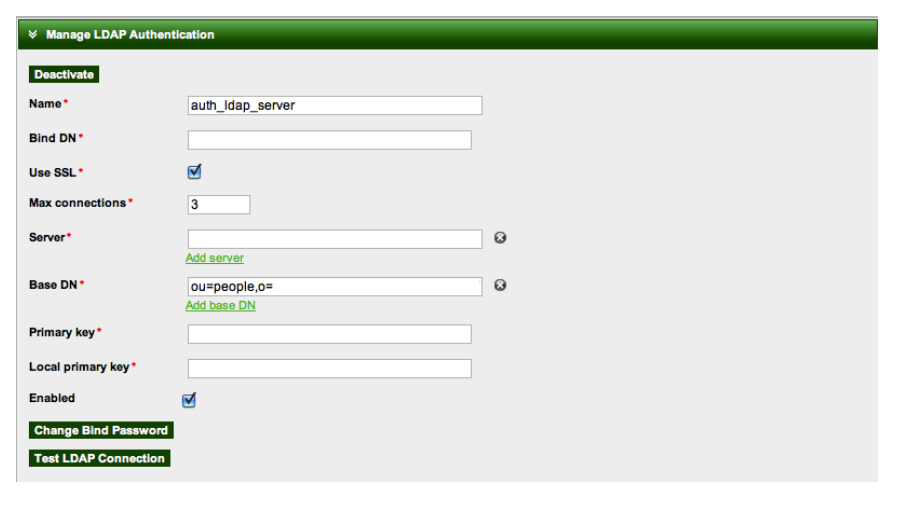 Manage LDAP Authentication
Deactivate
Name* auth_ldap_server
Bind DN*
Use SSL*
Max connections* 3
Server*
Add server
Base DN* ou=people,o=
Add base DN
Primary key*
Local primary key*
Enabled
Change Bind Password
Test LDAP Connection